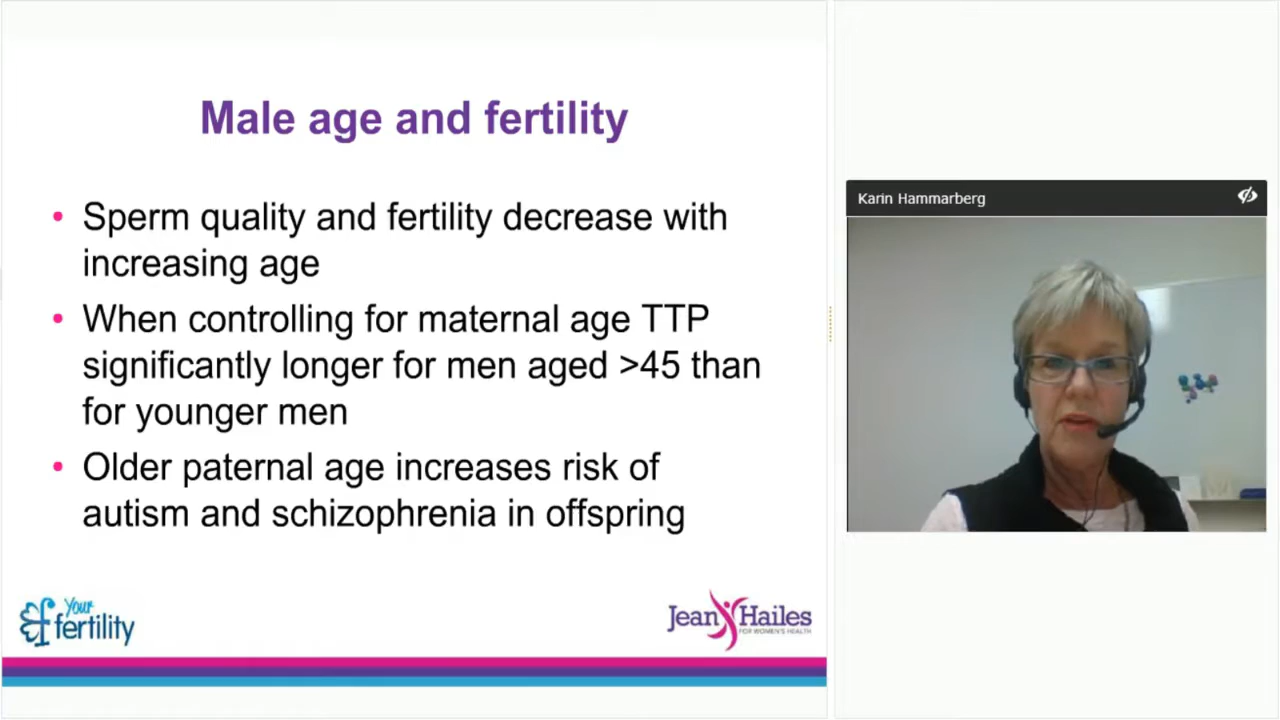 Male age and fertility
• Sperm quality and fertility decrease with
increasing age
• When controlling for maternal age TTP
significantly longer for men aged >45 than
for younger men
• Older paternal age increases risk of
autism and schizophrenia in offspring
Your
fertility
Jean Hailes
FOR WOMEN'S HEALTH
Karin Hammarberg